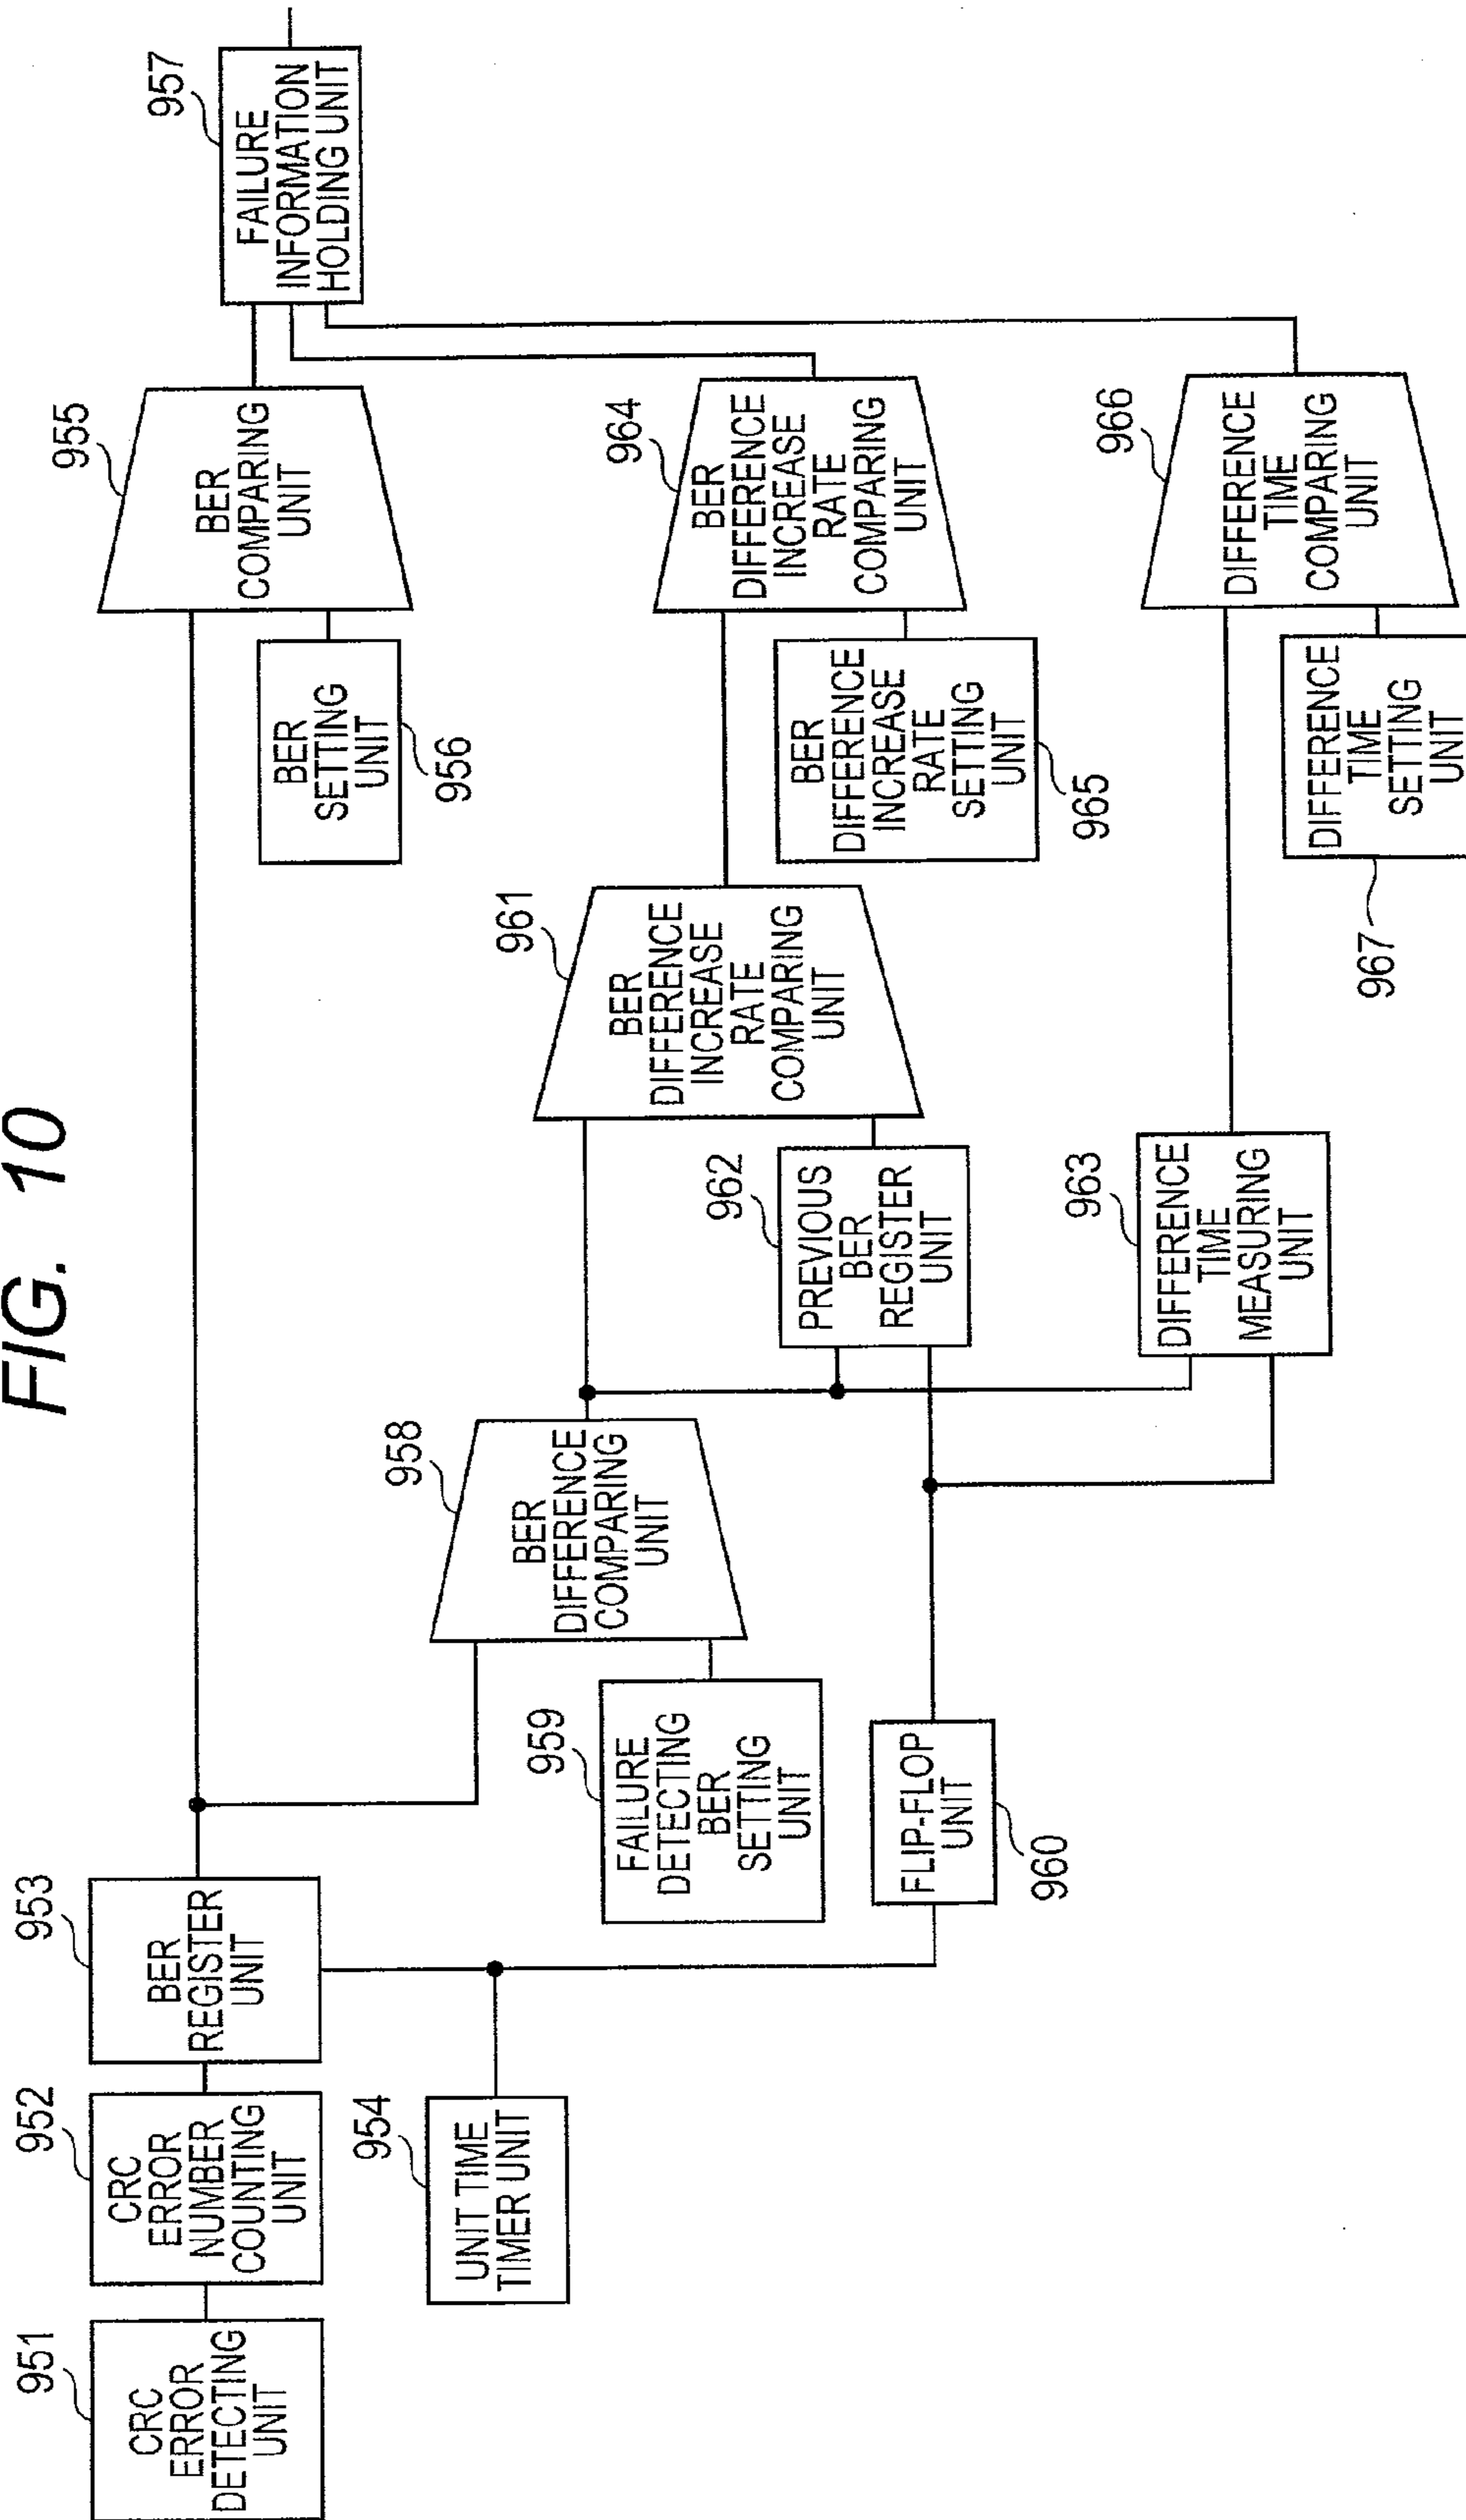 FIG. 10
951
CRC
ERROR
DETECTING
UNIT
952
CRC
ERROR
NUMBER
COUNTING
UNIT
953
BER
REGISTER
UNIT
954
UNIT TIME
TIMER UNIT
955
BER
COMPARING
UNIT
BER
SETTING
UNIT
956
957
FAILURE
INFORMATION
HOLDING UNIT
958
BER
DIFFERENCE
COMPARING
UNIT
959
FAILURE
DETECTING
BER
SETTING
UNIT
FLIP-FLOP
UNIT
960
961
BER
DIFFERENCE
INCREASE
RATE
COMPARING
UNIT
962
PREVIOUS
BER
REGISTER
UNIT
963
DIFFERENCE
TIME
MEASURING
UNIT
964
BER
DIFFERENCE
INCREASE
RATE
COMPARING
UNIT
BER
DIFFERENCE
INCREASE
RATE
SETTING
UNIT
965
966
DIFFERENCE
TIME
COMPARING
UNIT
DIFFERENCE
TIME
SETTING
UNIT
967